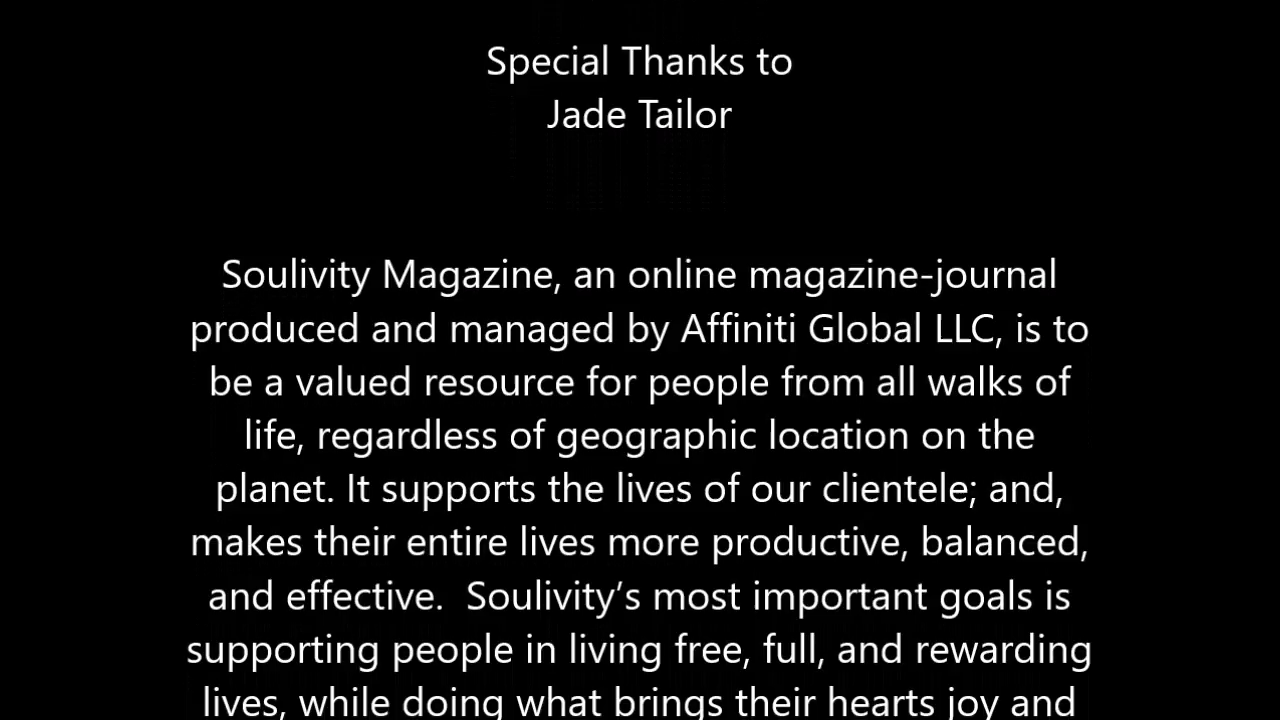 Special Thanks to
Jade Tailor
Soulivity Magazine, an online magazine-journal
produced and managed by Affiniti Global LLC, is to
be a valued resource for people from all walks of
life, regardless of geographic location on the
planet. It supports the lives of our clientele; and,
makes their entire lives more productive, balanced,
and effective.  Soulivity’s most important goals is
supporting people in living free, full, and rewarding
lives, while doing what brings their hearts joy and